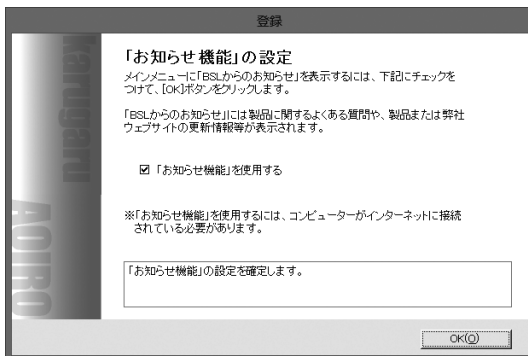 登録
karugaru
AOIRO
「お知らせ機能」の設定
メインメニューに「BSLからのお知らせ」を表示するには、下記にチェックを
つけて、[OK]ボタンをクリックします。
「BSLからのお知らせ」には製品に関するよくある質問や、製品または弊社
ウェブサイトの更新情報等が表示されます。
「お知らせ機能」を使用する
※「お知らせ機能」を使用するには、コンピューターがインターネットに接続
されている必要があります。
「お知らせ機能」の設定を確定します。
OK(O)